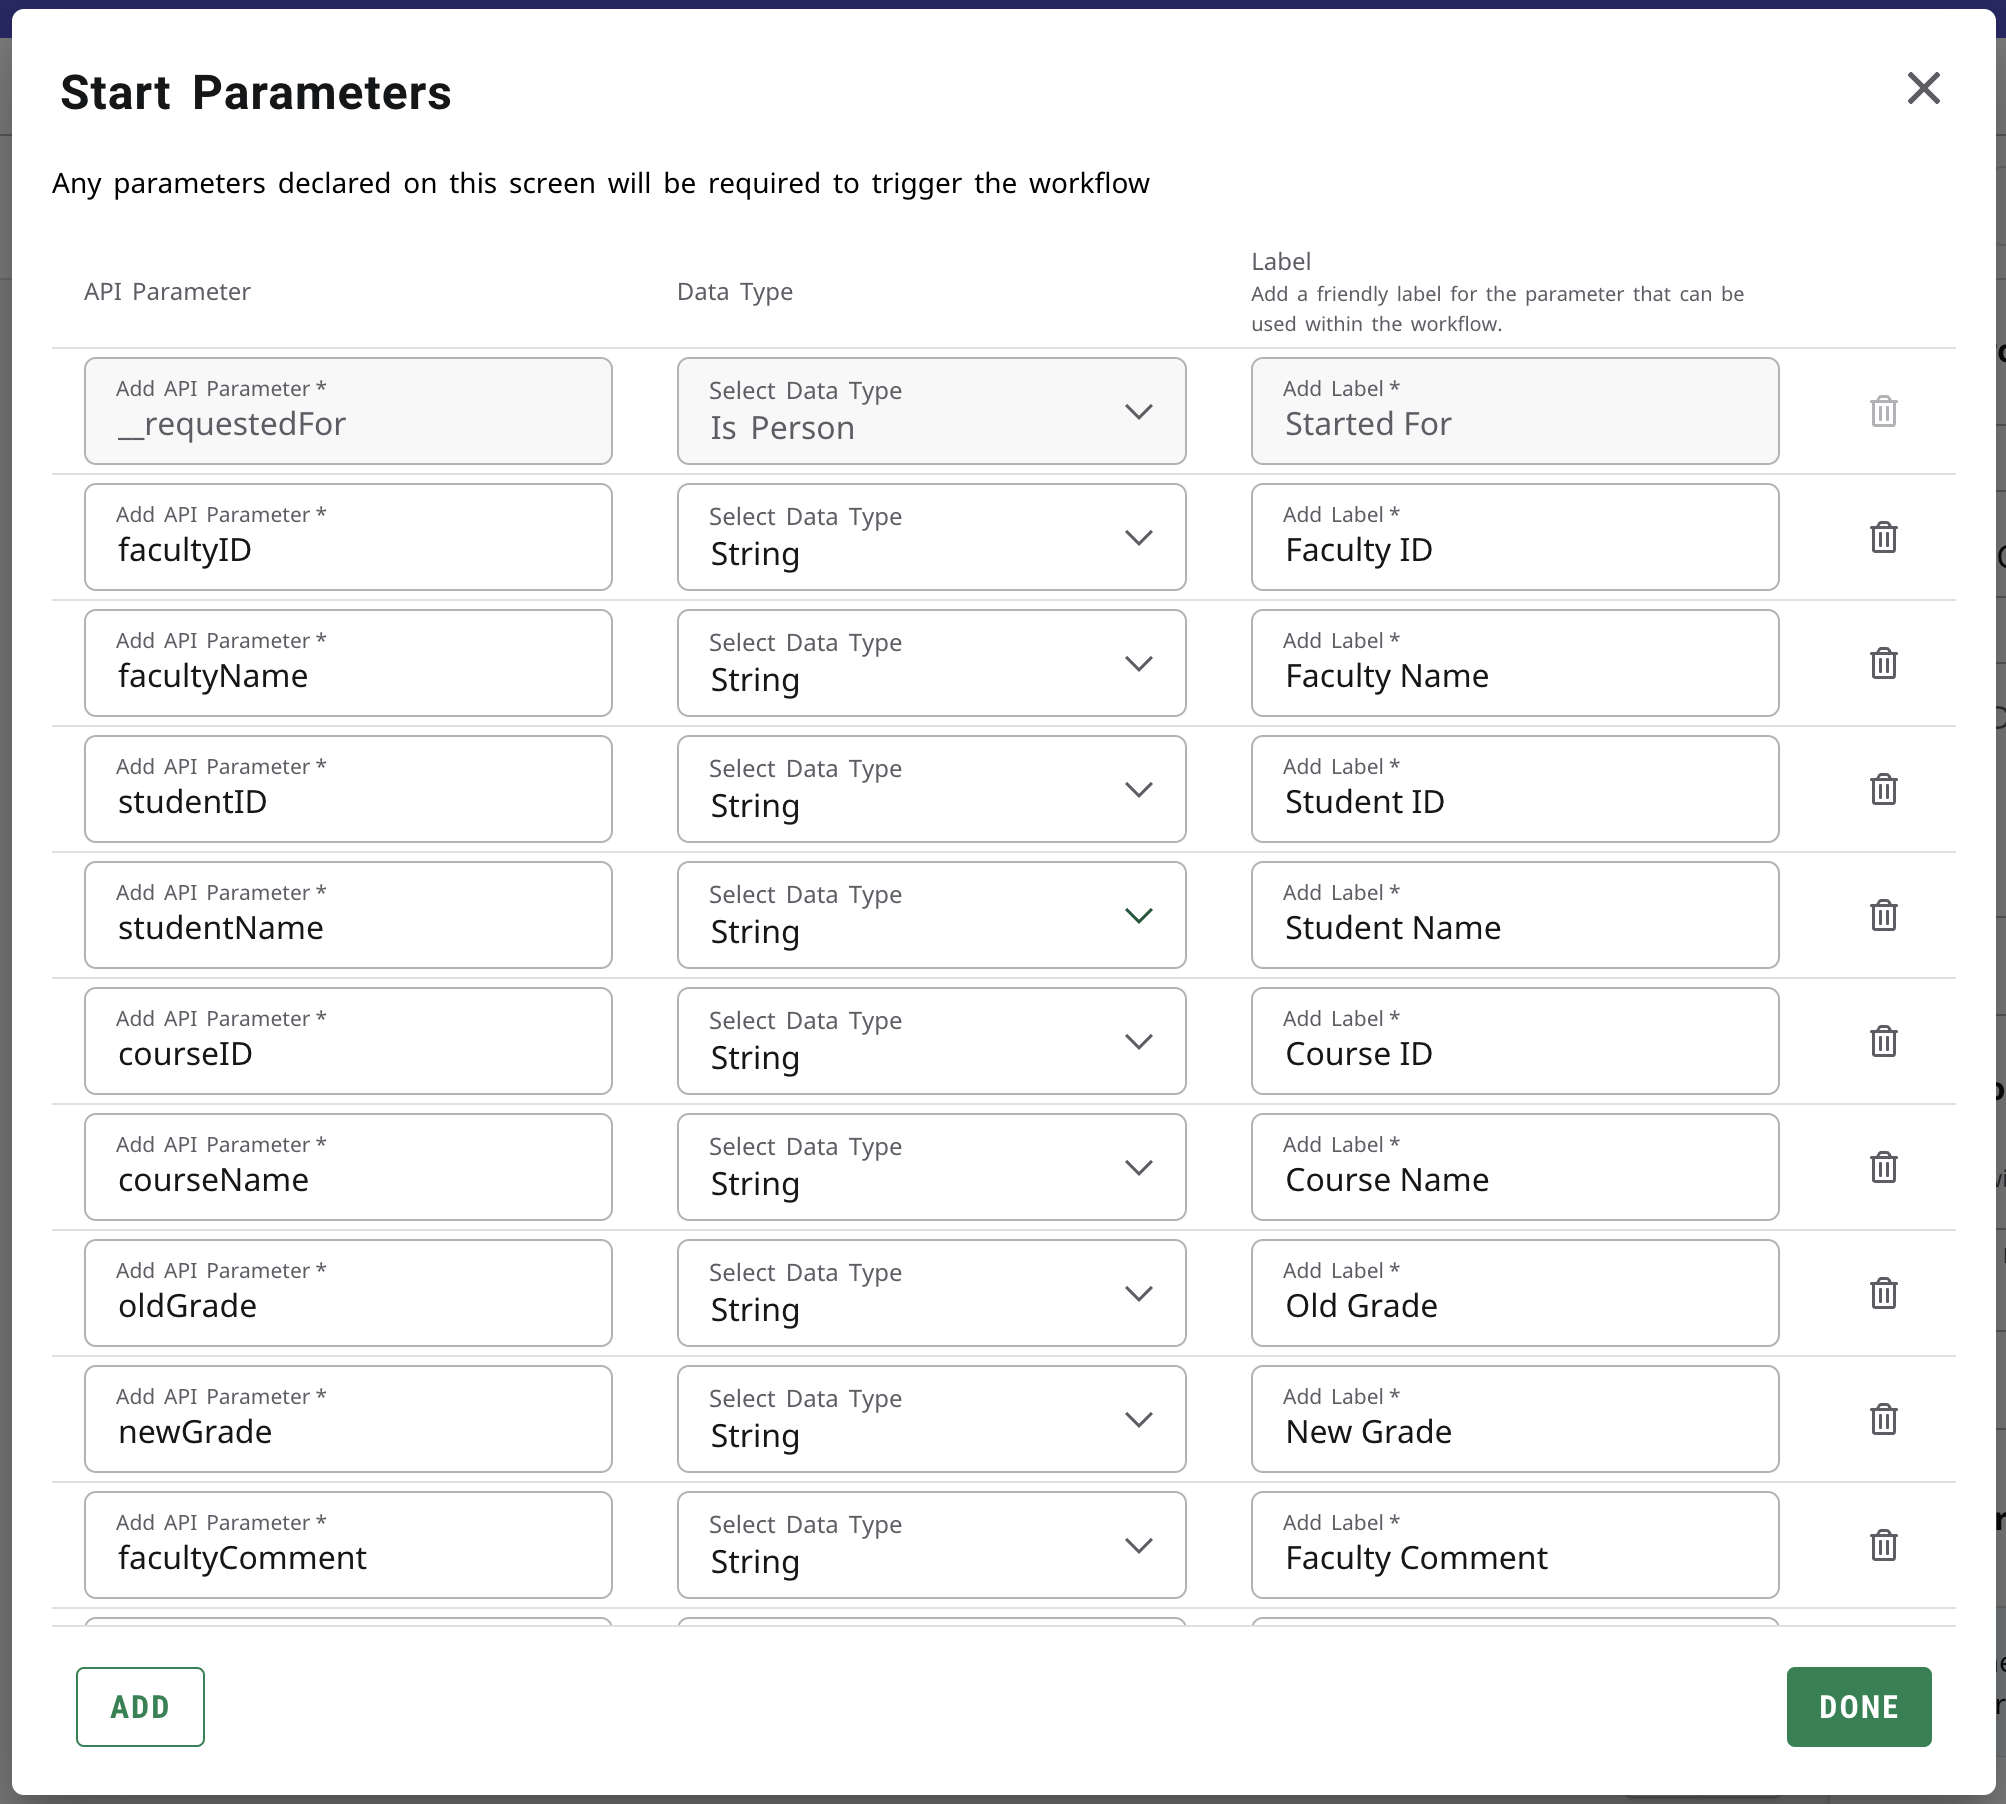 Start Parameters
Any parameters declared on this screen will be required to trigger the workflow
API Parameter
Data Type
Label
Add a friendly label for the parameter that can be
used within the workflow.
Add API Parameter *
__requestedFor
Select Data Type
Is Person
Add Label *
Started For
Add API Parameter *
facultyID
Select Data Type
String
Add Label *
Faculty ID
Add API Parameter *
facultyName
Select Data Type
String
Add Label *
Faculty Name
Add API Parameter *
studentID
Select Data Type
String
Add Label *
Student ID
Add API Parameter *
studentName
Select Data Type
String
Add Label *
Student Name
Add API Parameter *
courseID
Select Data Type
String
Add Label *
Course ID
Add API Parameter *
courseName
Select Data Type
String
Add Label *
Course Name
Add API Parameter *
oldGrade
Select Data Type
String
Add Label *
Old Grade
Add API Parameter *
newGrade
Select Data Type
String
Add Label *
New Grade
Add API Parameter *
facultyComment
Select Data Type
String
Add Label *
Faculty Comment
ADD
DONE